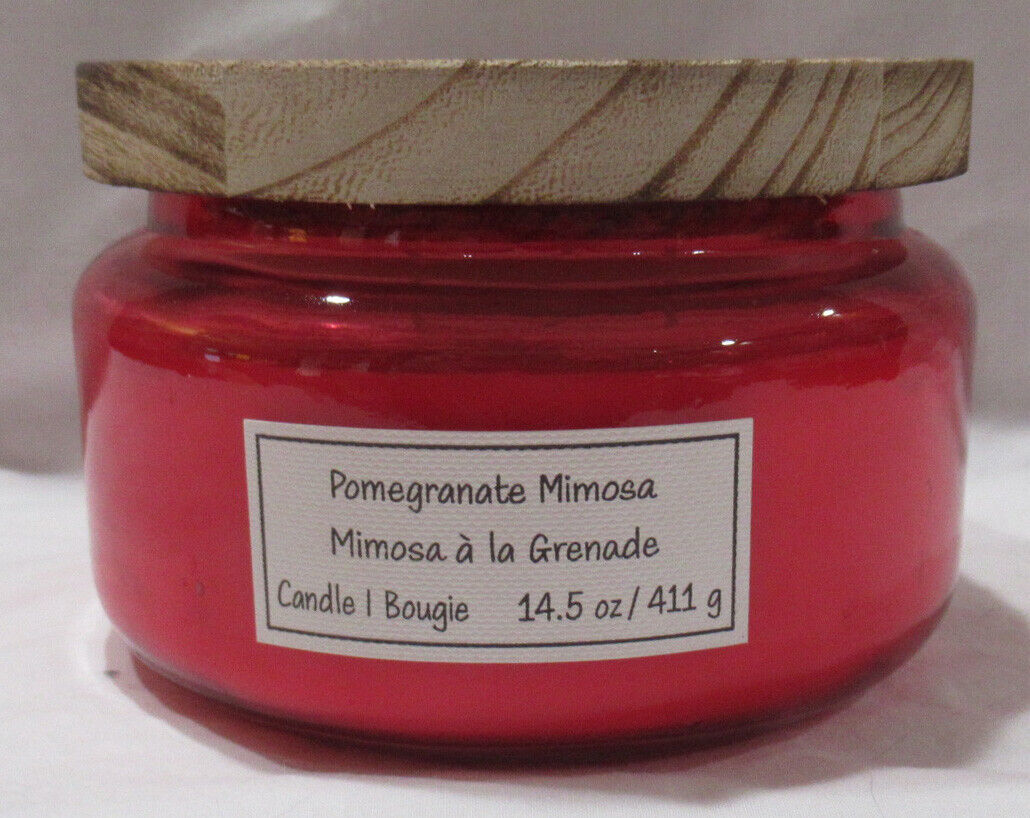 Pomegranate Mimosa
Mimosa à la Grenade
Candle | Bougie 14.5 oz / 411 g